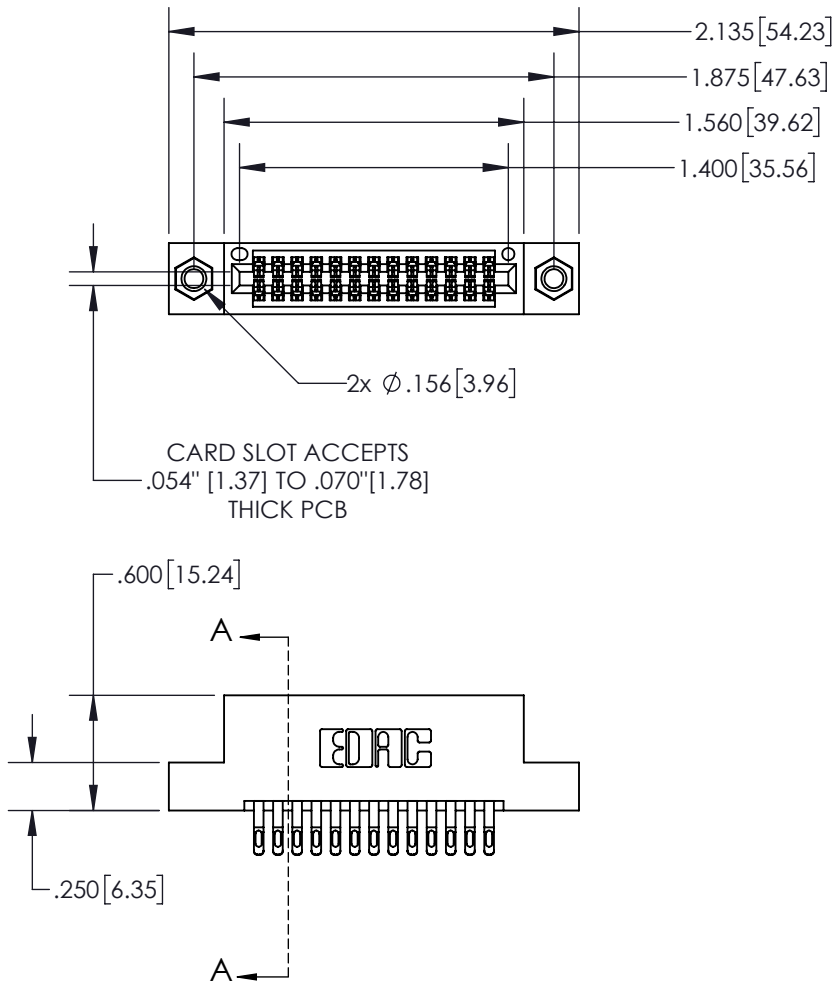 2.135[54.23]
1.875[47.63]
1.560[39.62]
1.400[35.56]
2x ∅.156[3.96]
CARD SLOT ACCEPTS
.054" [1.37] TO .070"[1.78]
THICK PCB
.600[15.24]
A
EDAC
.250[6.35]
A